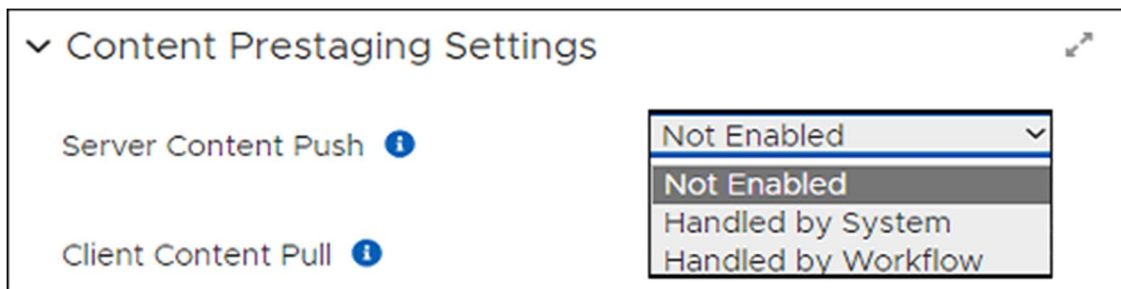 Content Prestaging Settings
Server Content Push
Not Enabled
Not Enabled
Handled by System
Client Content Pull
Handled by Workflow